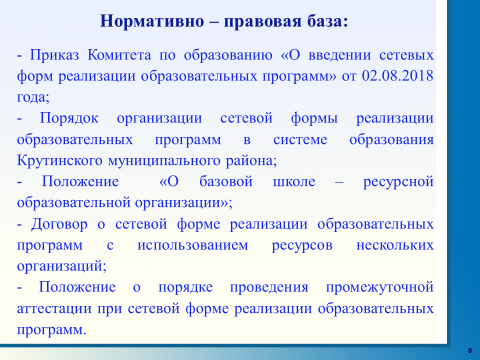 Нормативно – правовая база:
- Приказ Комитета по образованию «О введении сетевых
форм реализации образовательных программ» от 02.08.2018
года;
- Порядок организации сетевой формы реализации
образовательных программ в системе образования
Крутинского муниципального района;
- Положение «О базовой школе – ресурсной
образовательной организации»;
- Договор о сетевой форме реализации образовательных
программ с использованием ресурсов нескольких
организаций;
- Положение о порядке проведения промежуточной
аттестации при сетевой форме реализации образовательных
программ.
8